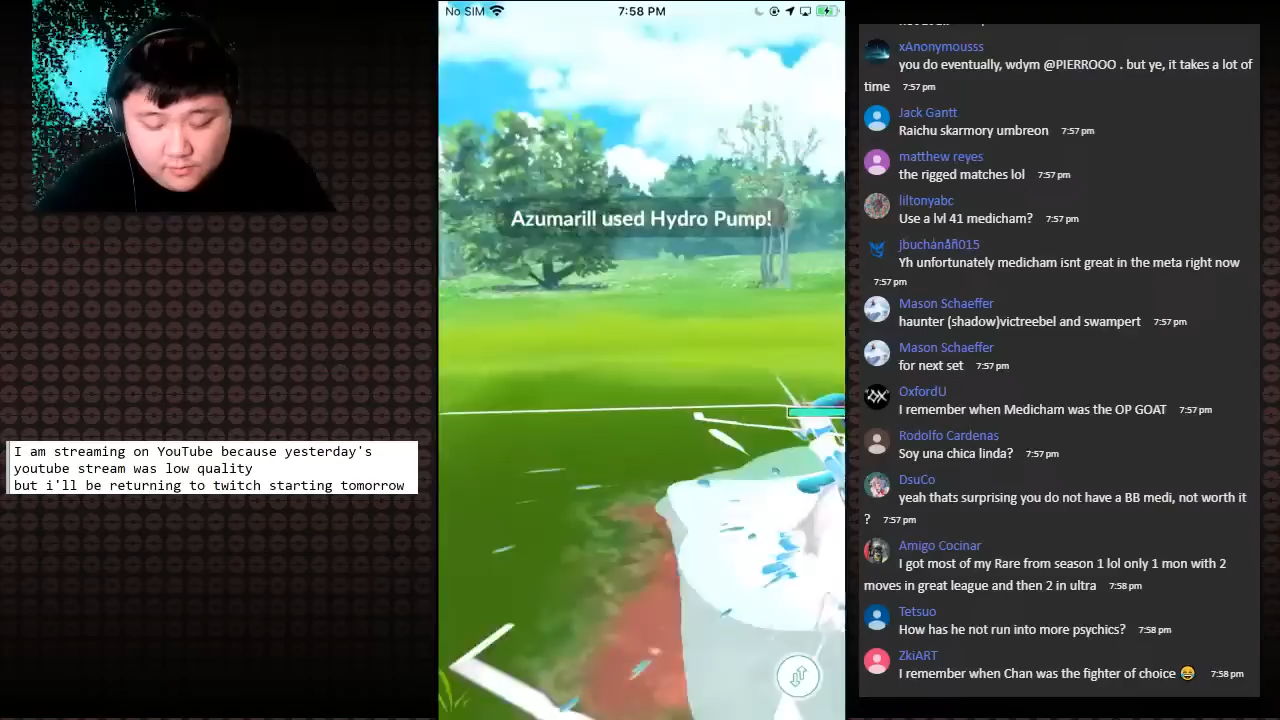 No SIM
7:58 PM
Azumarill used Hydro Pump!
I am streaming on YouTube because yesterday's
youtube stream was low quality
but i'll be returning to twitch starting tomorrow
xAnonymousss
you do eventually, wdym @PIERROOO . but ye, it takes a lot of
time 7:57 pm
Jack Gantt
Raichu skarmory umbreon 7:57 pm
matthew reyes
the rigged matches lol 7:57 pm
liltonyabc
Use a lvl 41 medicham? 7:57 pm
jbuchánåñ015
Yh unfortunately medicham isnt great in the meta right now
7:57 pm
Mason Schaeffer
haunter (shadow)victreebel and swampert 7:57 pm
Mason Schaeffer
for next set 7:57 pm
OxfordU
I remember when Medicham was the OP GOAT 7:57 pm
Rodolfo Cardenas
Soy una chica linda? 7:57 pm
DsuCo
yeah thats surprising you do not have a BB medi, not worth it
? 7:57 pm
Amigo Cocinar
I got most of my Rare from season 1 lol only 1 mon with 2
moves in great league and then 2 in ultra 7:58 pm
Tetsuo
How has he not run into more psychics? 7:58 pm
ZkiART
I remember when Chan was the fighter of choice 😂 7:58 pm